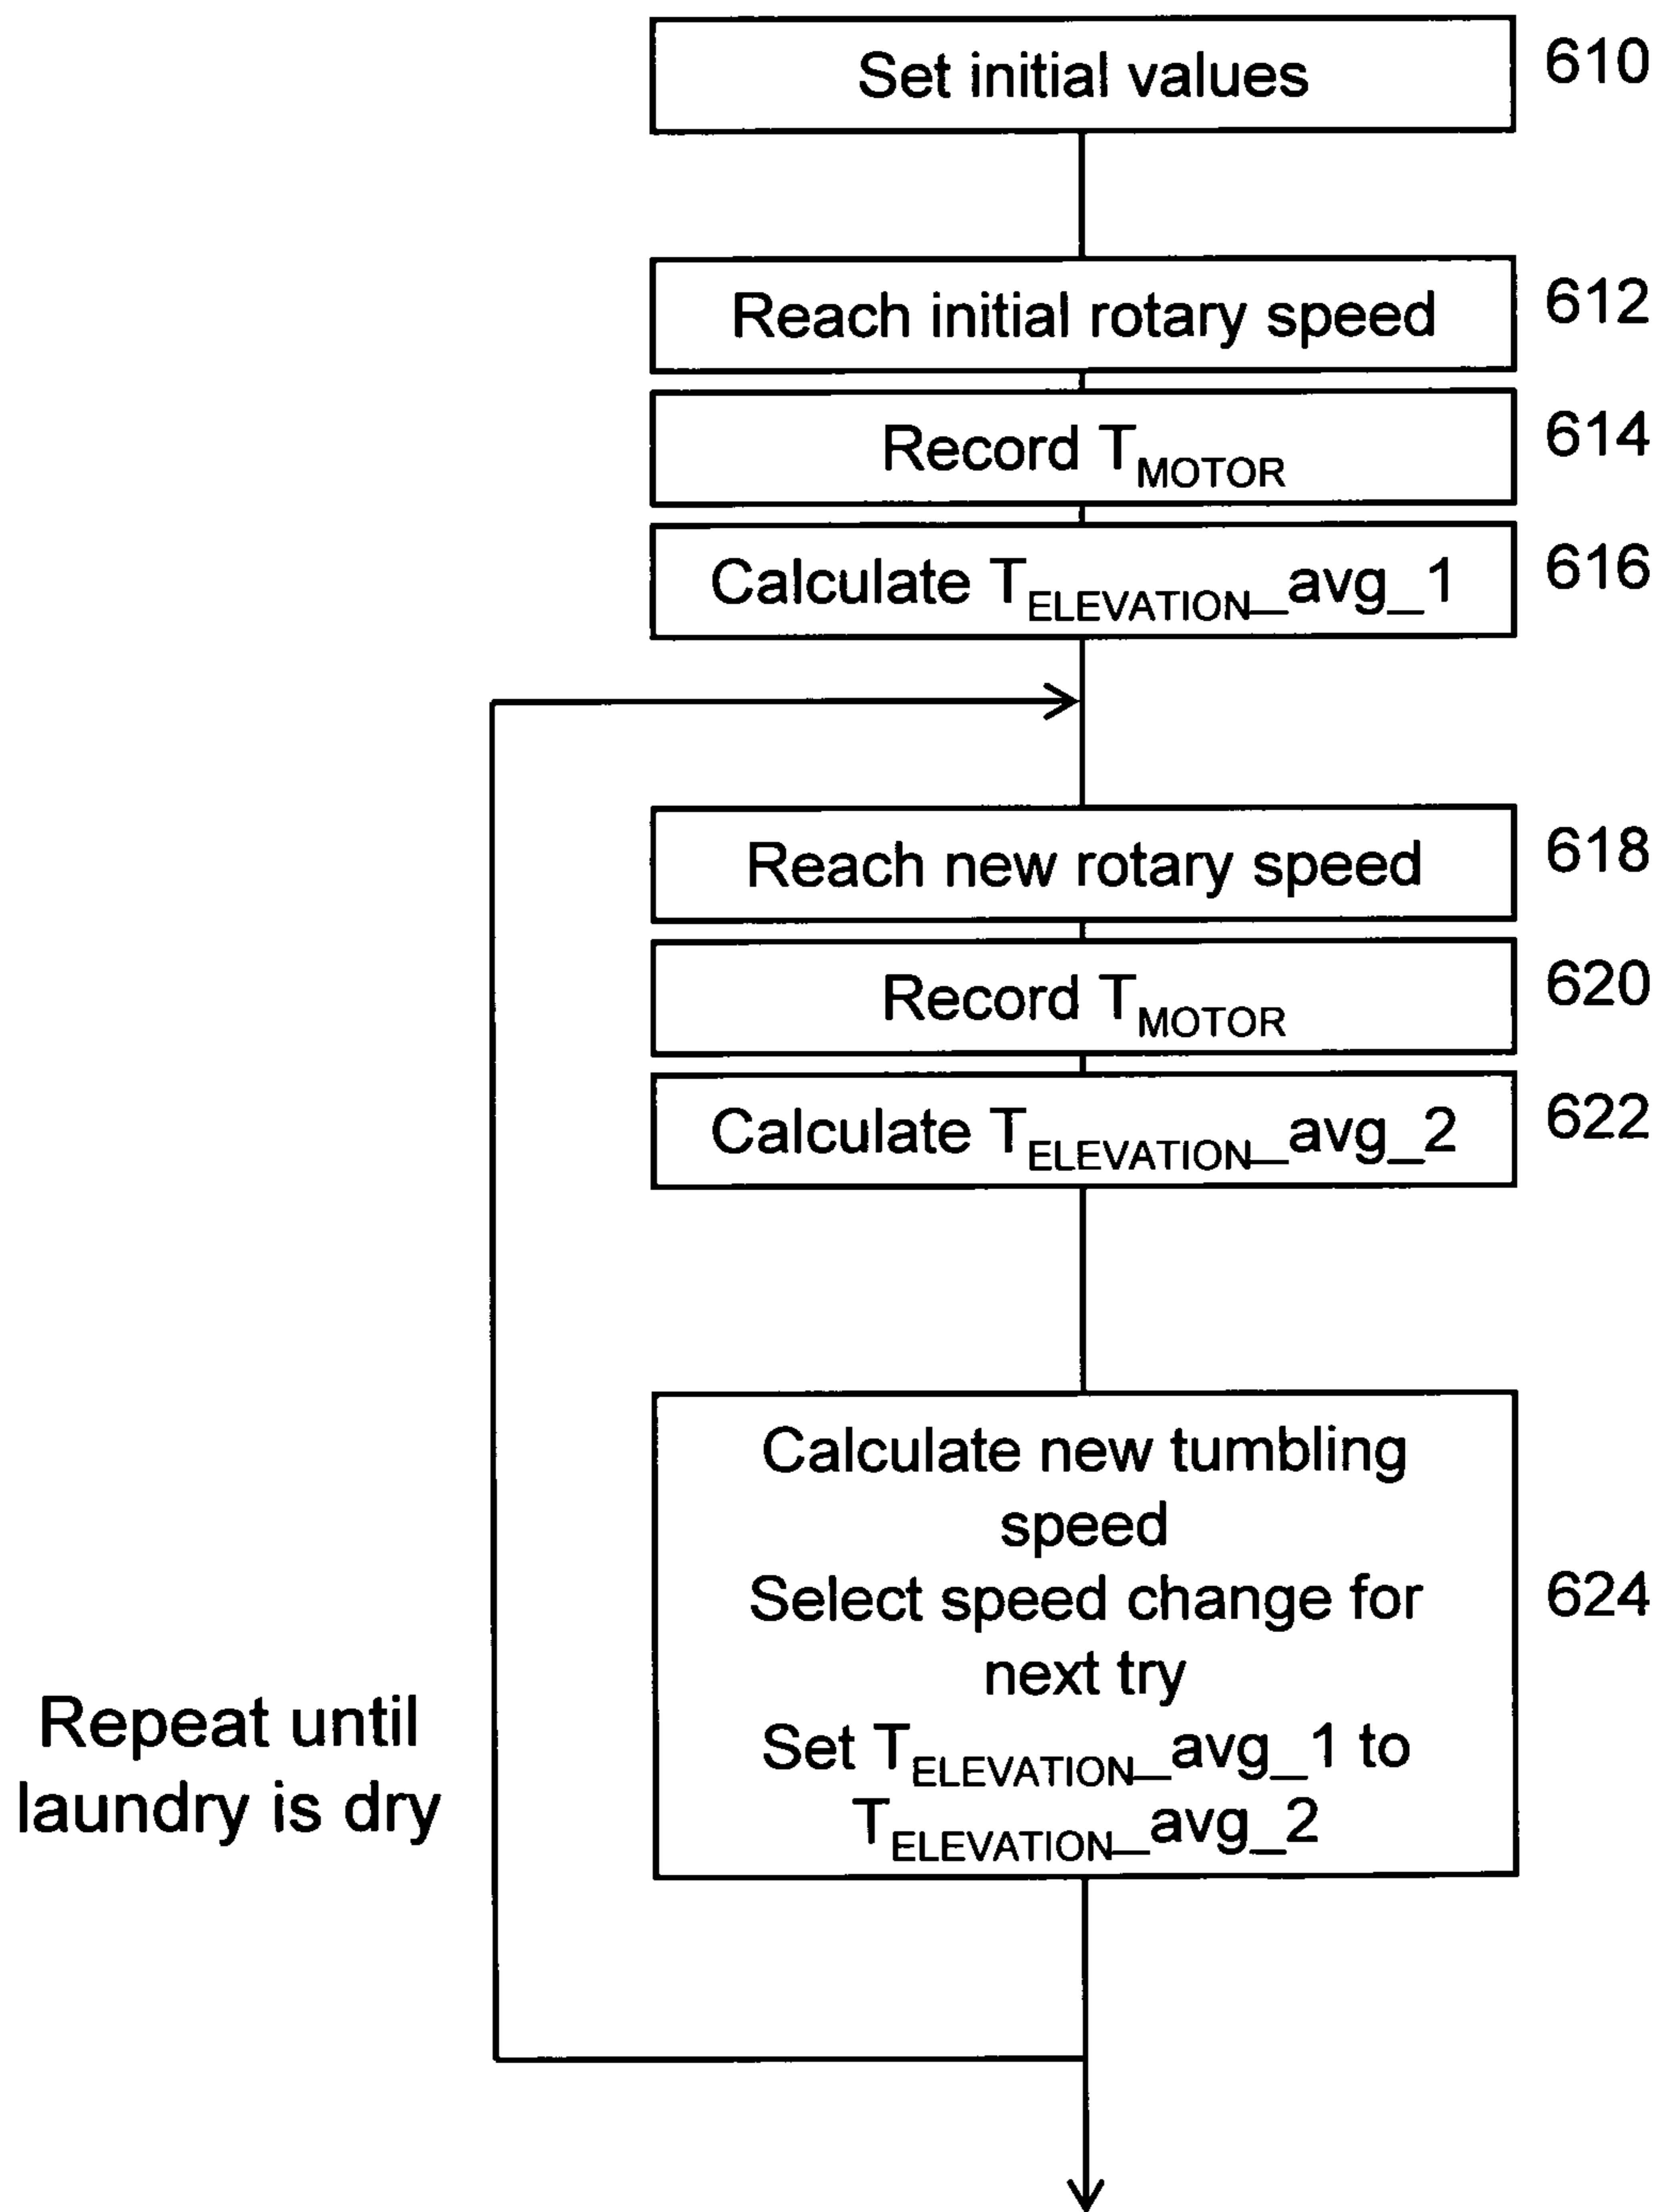 Set initial values 610
Reach initial rotary speed 612
Record TMOTOR 614
Calculate TELEVATION_avg_1 616
Reach new rotary speed 618
Record TMOTOR 620
Calculate TELEVATION_avg_2 622
Calculate new tumbling
speed
Select speed change for
next try
Set TELEVATION_avg_1 to
TELEVATION_avg_2
624
Repeat until
laundry is dry